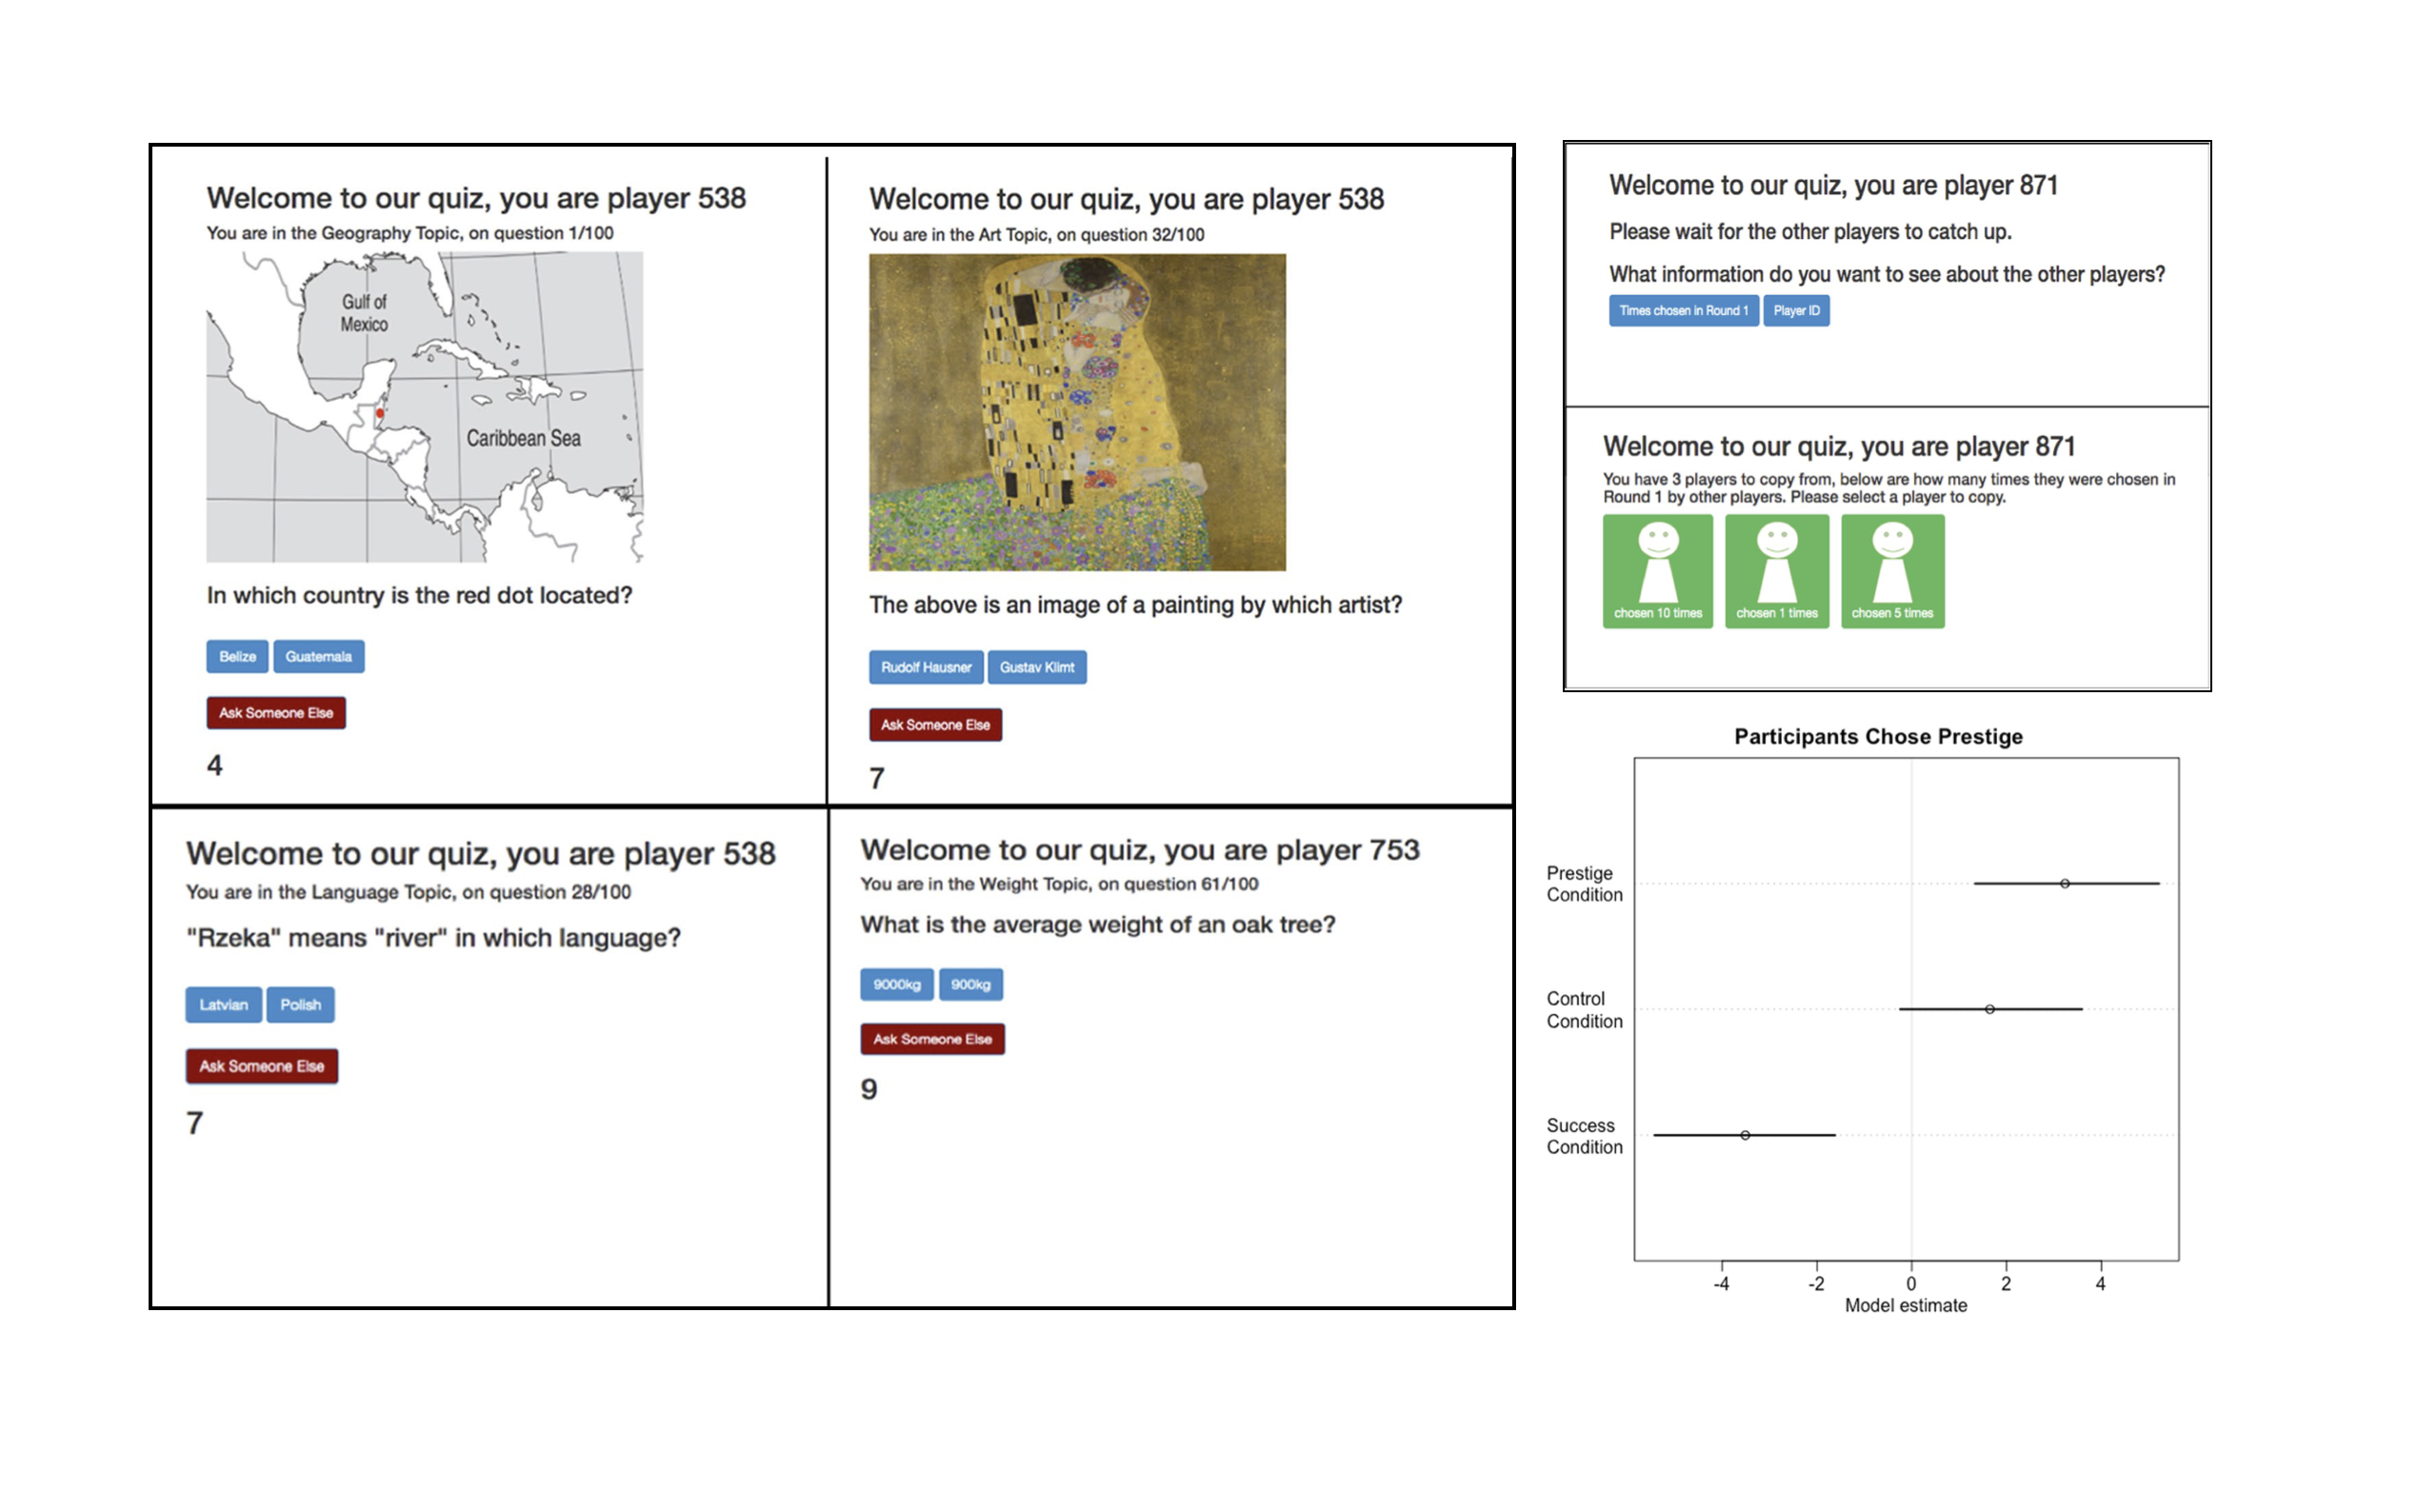 Welcome to our quiz, you are player 538
You are in the Geography Topic, on question 1/100
Gulf of
Mexico
Caribbean Sea
In which country is the red dot located?
Belize Guatemala
Ask Someone Else
4
Welcome to our quiz, you are player 538
You are in the Art Topic, on question 32/100
The above is an image of a painting by which artist?
Rudolf Hausner Gustav Klimt
Ask Someone Else
7
Welcome to our quiz, you are player 538
You are in the Language Topic, on question 28/100
"Rzeka" means "river" in which language?
Latvian Polish
Ask Someone Else
7
Welcome to our quiz, you are player 753
You are in the Weight Topic, on question 61/100
What is the average weight of an oak tree?
9000kg 900kg
Ask Someone Else
9
Welcome to our quiz, you are player 871
Please wait for the other players to catch up.
What information do you want to see about the other players?
Times chosen in Round 1 Player ID
Welcome to our quiz, you are player 871
You have 3 players to copy from, below are how many times they were chosen in
Round 1 by other players. Please select a player to copy.
chosen 10 times chosen 1 times chosen 5 times
Participants Chose Prestige
Prestige
Condition
Control
Condition
Success
Condition
-4 -2 0 2 4
Model estimate